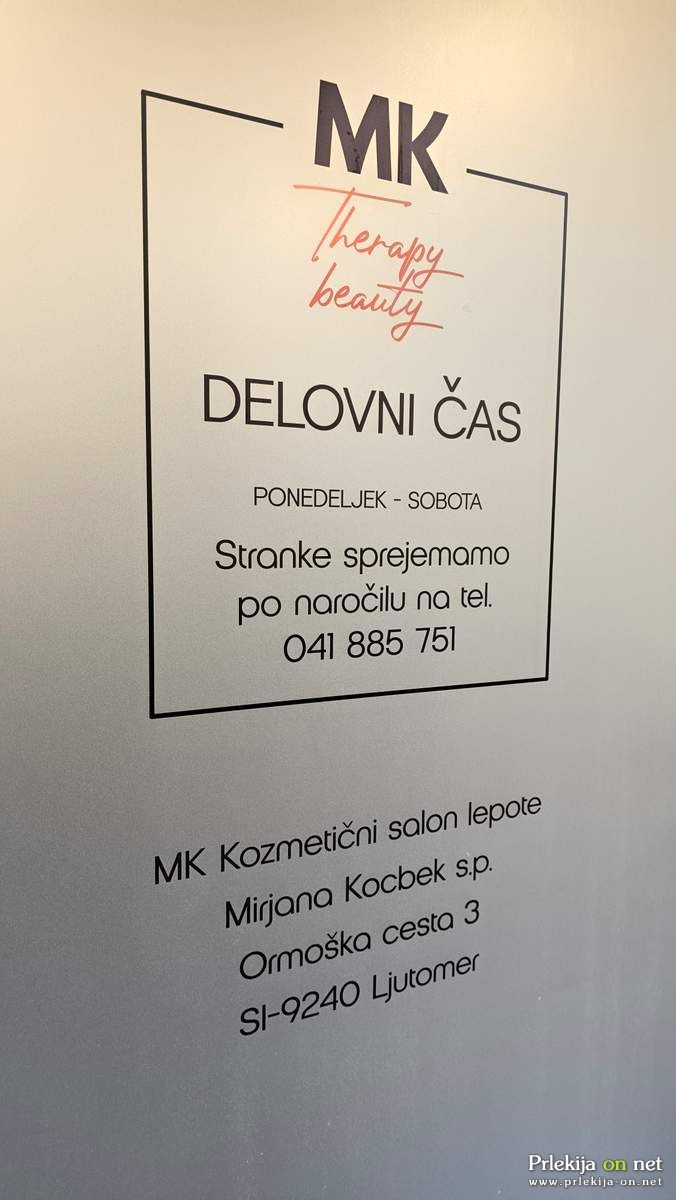 MK
Therapy
beauty
DELOVNI ČAS
PONEDELJEK - SOBOTA
Stranke sprejemamo
po naročilu na tel.
041 885 751
MK Kozmetični salon lepote
Mirjana Kocbek s.p.
Ormoška cesta 3
SI-9240 Ljutomer
Prlekija on net
www.prlekija-on.net